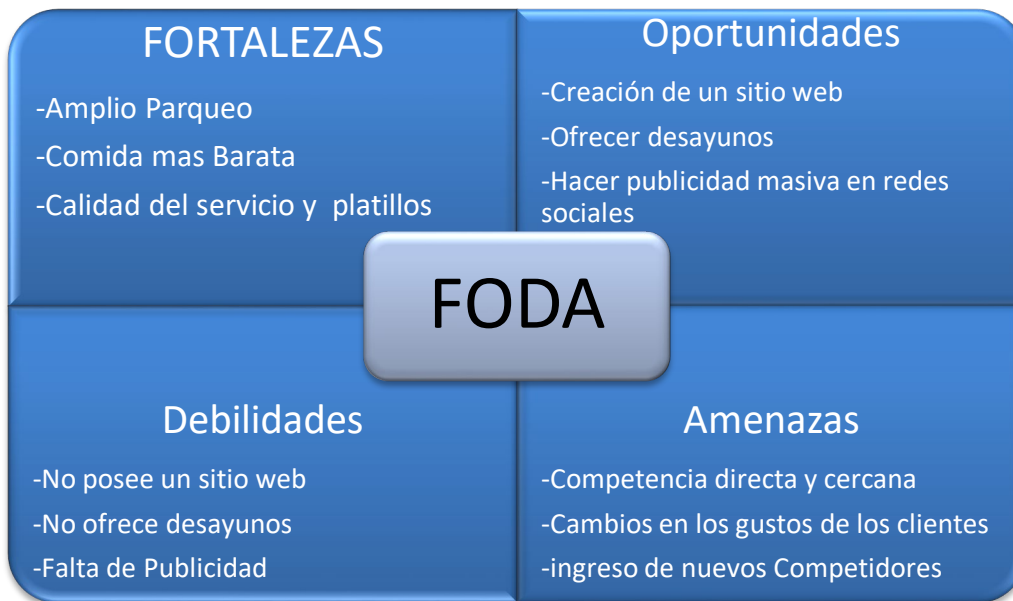 FORTALEZAS
-Amplio Parqueo
-Comida mas Barata
-Calidad del servicio y  platillos
Oportunidades
-Creación de un sitio web
-Ofrecer desayunos
-Hacer publicidad masiva en redes
sociales
FODA
Debilidades
-No posee un sitio web
-No ofrece desayunos
-Falta de Publicidad
Amenazas
-Competencia directa y cercana
-Cambios en los gustos de los clientes
-ingreso de nuevos Competidores